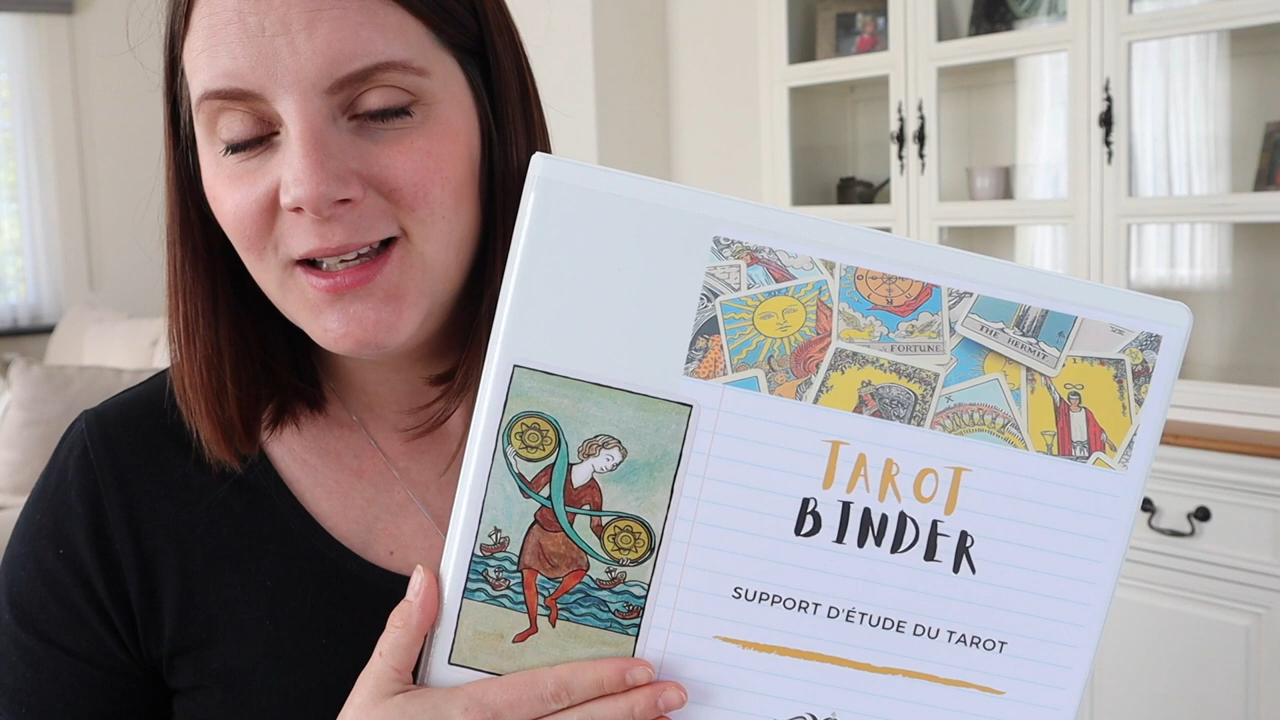 FORTUNE
THE HERMIT.
X
TAROT
BINDER
SUPPORT D'ÉTUDE DU TAROT